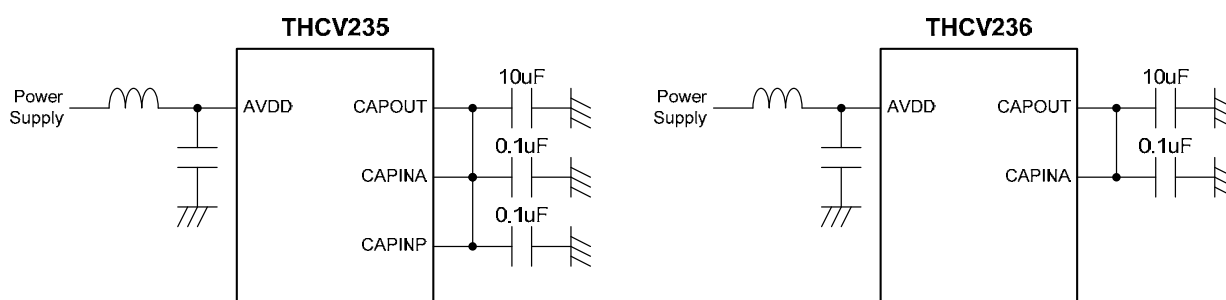 THCV235
Power
Supply
AVDD
CAPOUT
10uF
CAPINA
0.1uF
CAPINP
0.1uF
THCV236
Power
Supply
AVDD
CAPOUT
10uF
CAPINA
0.1uF